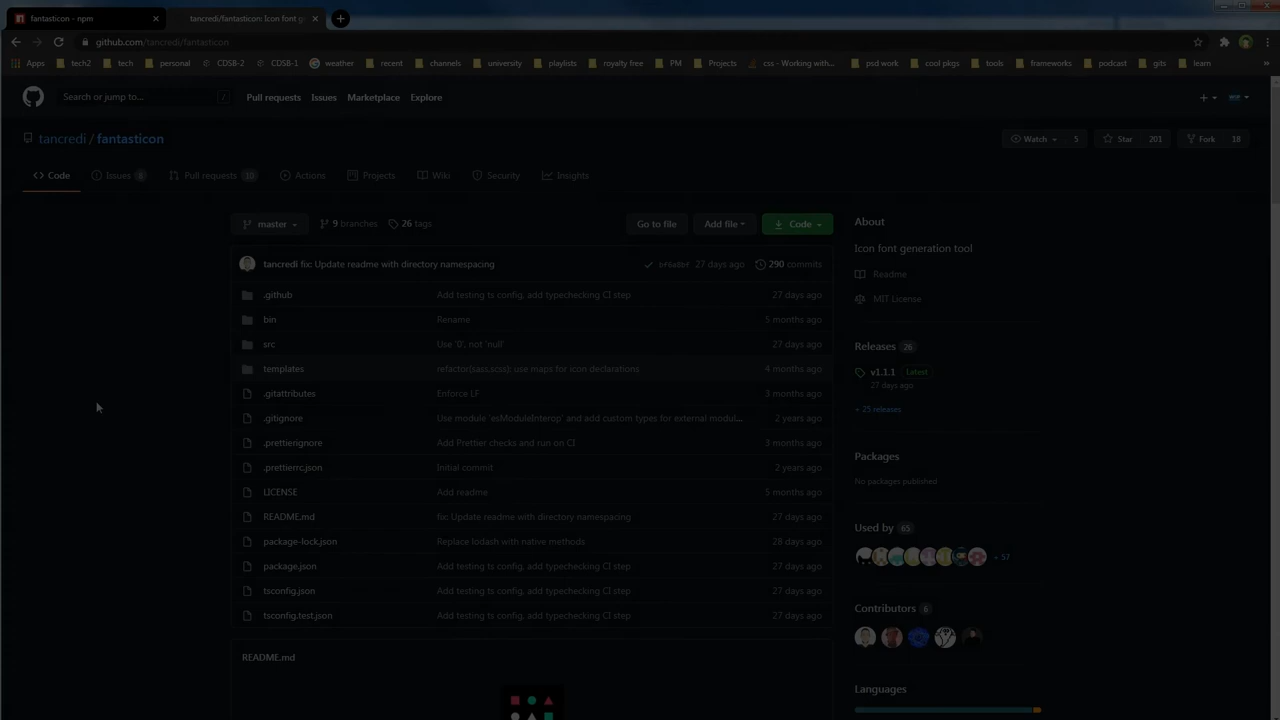 fantasticon - npm
tancredi/fantasticon: Icon font g
github.com/tancredi/fantasticon
Apps tech2 tech personal CDSB-2 CDSB-1 weather recent channels university playlists royalty free PM Projects css - Working with... psd work cool pkgs tools frameworks podcast gits learn »
Search or jump to... /
Pull requests Issues Marketplace Explore
tancredi / fantasticon
Watch 5 Star 201 Fork 18
Code Issues 8 Pull requests 10 Actions Projects Wiki Security Insights
master 9 branches 26 tags Go to file Add file Code
tancredi fix: Update readme with directory namespacing 27 days ago 290 commits
.github Add testing ts config, add typechecking CI step 27 days ago
bin Rename 5 months ago
src Use '0', not 'null' 27 days ago
templates refactor(sass,scss): use maps for icon declarations 4 months ago
.gitattributes Enforce LF 3 months ago
.gitignore Use module `esModuleInterop` and add custom types for external modul... 2 years ago
.prettierignore Add Prettier checks and run on CI 3 months ago
.prettierrc.json Initial commit 2 years ago
LICENSE Add readme 5 months ago
README.md fix: Update readme with directory namespacing 27 days ago
package-lock.json Replace lodash with native methods 28 days ago
package.json Add testing ts config, add typechecking CI step 27 days ago
tsconfig.json Add testing ts config, add typechecking CI step 27 days ago
tsconfig.test.json Add testing ts config, add typechecking CI step 27 days ago
README.md
About
Icon font generation tool
Readme
MIT License
Releases 26
v1.1.1 Latest
27 days ago
+ 25 releases
Packages
No packages published
Used by 65
+ 57
Contributors 6
Languages